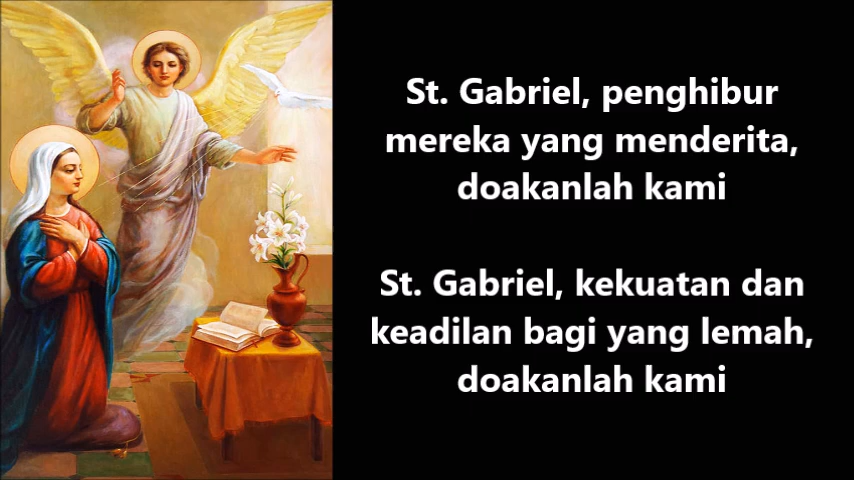 St. Gabriel, penghibur
mereka yang menderita,
doakanlah kami
St. Gabriel, kekuatan dan
keadilan bagi yang lemah,
doakanlah kami